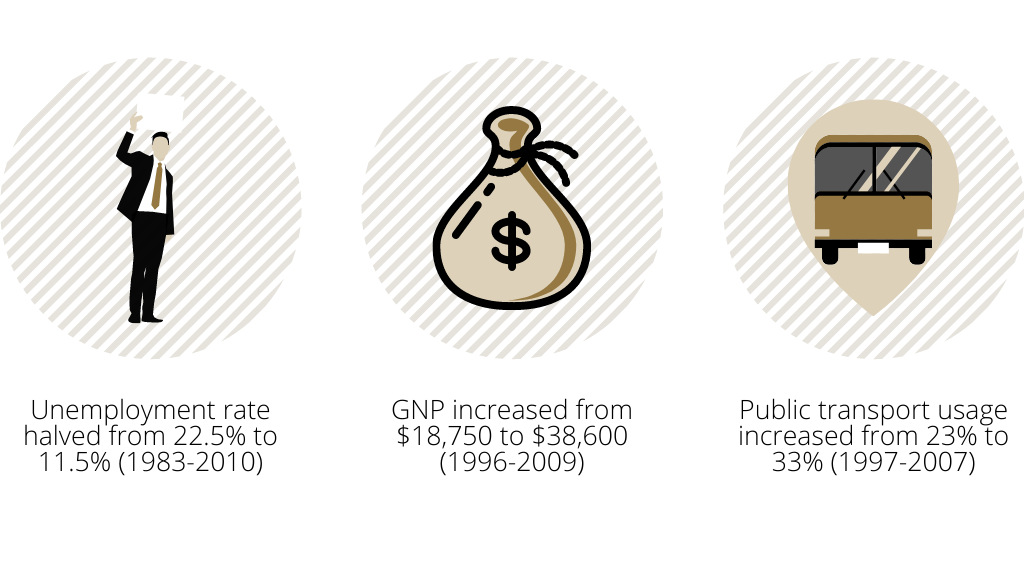 $
Unemployment rate
halved from 22.5% to
11.5% (1983-2010)
GNP increased from
$18,750 to $38,600
(1996-2009)
Public transport usage
increased from 23% to
33% (1997-2007)